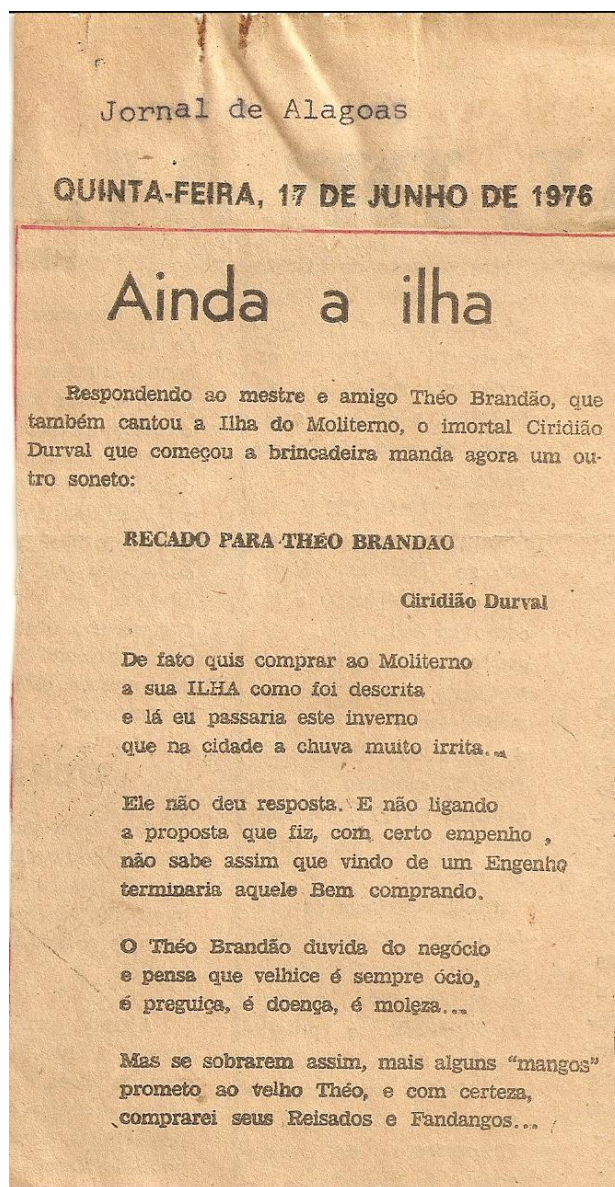 Jornal de Alagoas
QUINTA-FEIRA, 17 DE JUNHO DE 1976
Ainda a ilha
Respondendo ao mestre e amigo Théo Brandão, que
também cantou a Ilha do Moliterno, o imortal Ciridião
Durval que começou a brincadeira manda agora um ou-
tro soneto:
RECADO PARA THÉO BRANDÃO
Ciridião Durval
De fato quis comprar ao Moliterno
a sua ILHA como foi descrita
e lá eu passaria este inverno
que na cidade a chuva muito irrita...
Ele não deu resposta. E não ligando
a proposta que fiz, com certo empenho ,
não sabe assim que vindo de um Engenho
terminaria aquele Bem comprando.
O Théo Brandão duvida do negócio
e pensa que velhice é sempre ócio,
é preguiça, é doença, é moleza...
Mas se sobrarem assim, mais alguns "mangos"
prometo ao velho Théo, e com certeza,
comprarei seus Reisados e Fandangos...